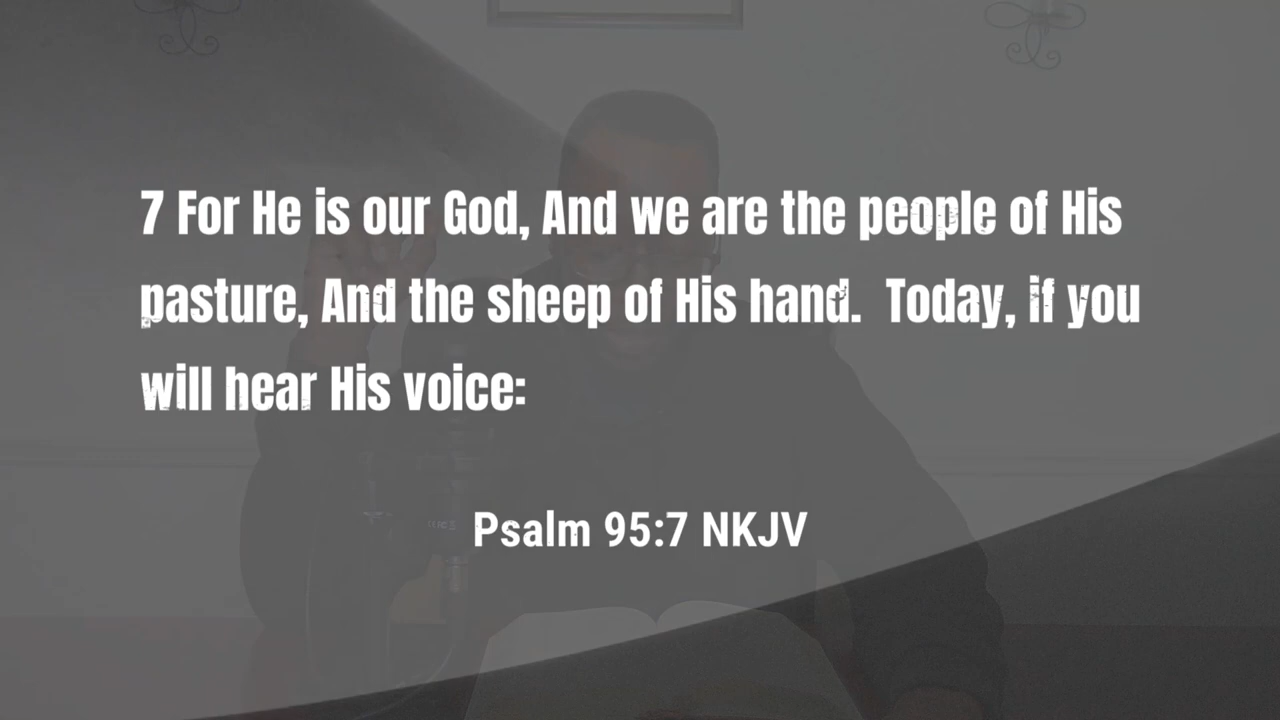 7 For He is our God, And we are the people of His
pasture, And the sheep of His hand.  Today, if you
will hear His voice:
Psalm 95:7 NKJV